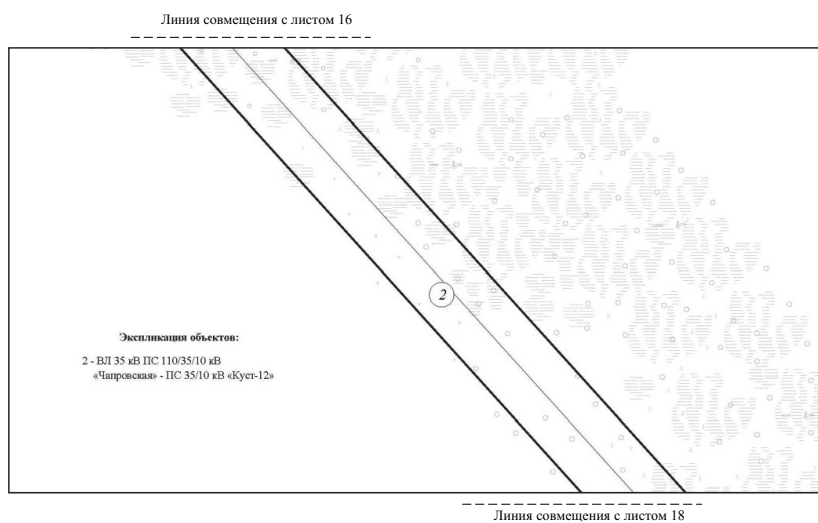 Линия совмещения с листом 16
2
Экспликация объектов:
2 - ВЛ 35 кВ ПС 110/35/10 кВ
«Чапровская» - ПС 35/10 кВ «Куст-12»
Линия совмещения с листом 18